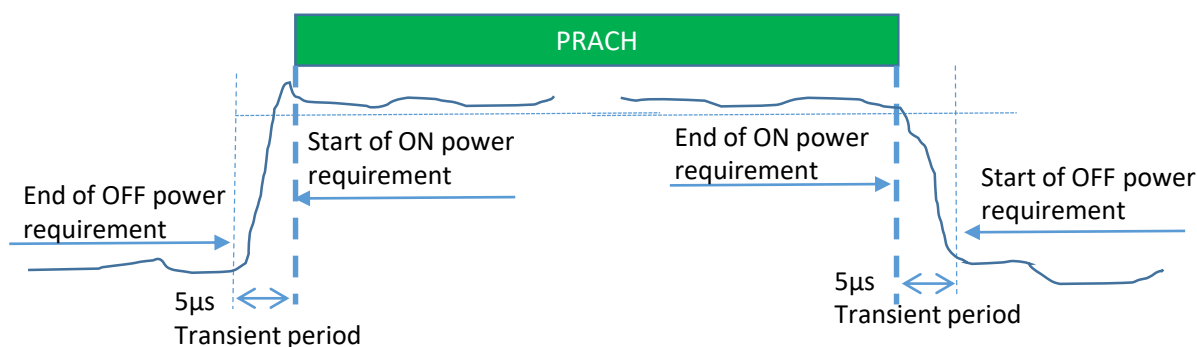 PRACH
Start of ON power
requirement
End of ON power
requirement
End of OFF power
requirement
Start of OFF power
requirement
5µs
Transient period
5µs
Transient period